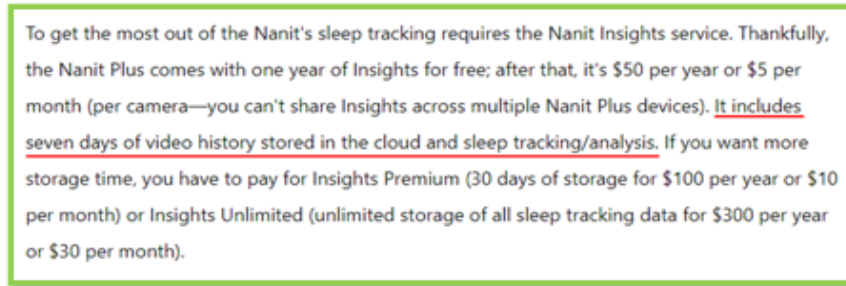 To get the most out of the Nanit's sleep tracking requires the Nanit Insights service. Thankfully,
the Nanit Plus comes with one year of Insights for free; after that, it's $50 per year or $5 per
month (per camera—you can't share Insights across multiple Nanit Plus devices). It includes
seven days of video history stored in the cloud and sleep tracking/analysis. If you want more
storage time, you have to pay for Insights Premium (30 days of storage for $100 per year or $10
per month) or Insights Unlimited (unlimited storage of all sleep tracking data for $300 per year
or $30 per month).